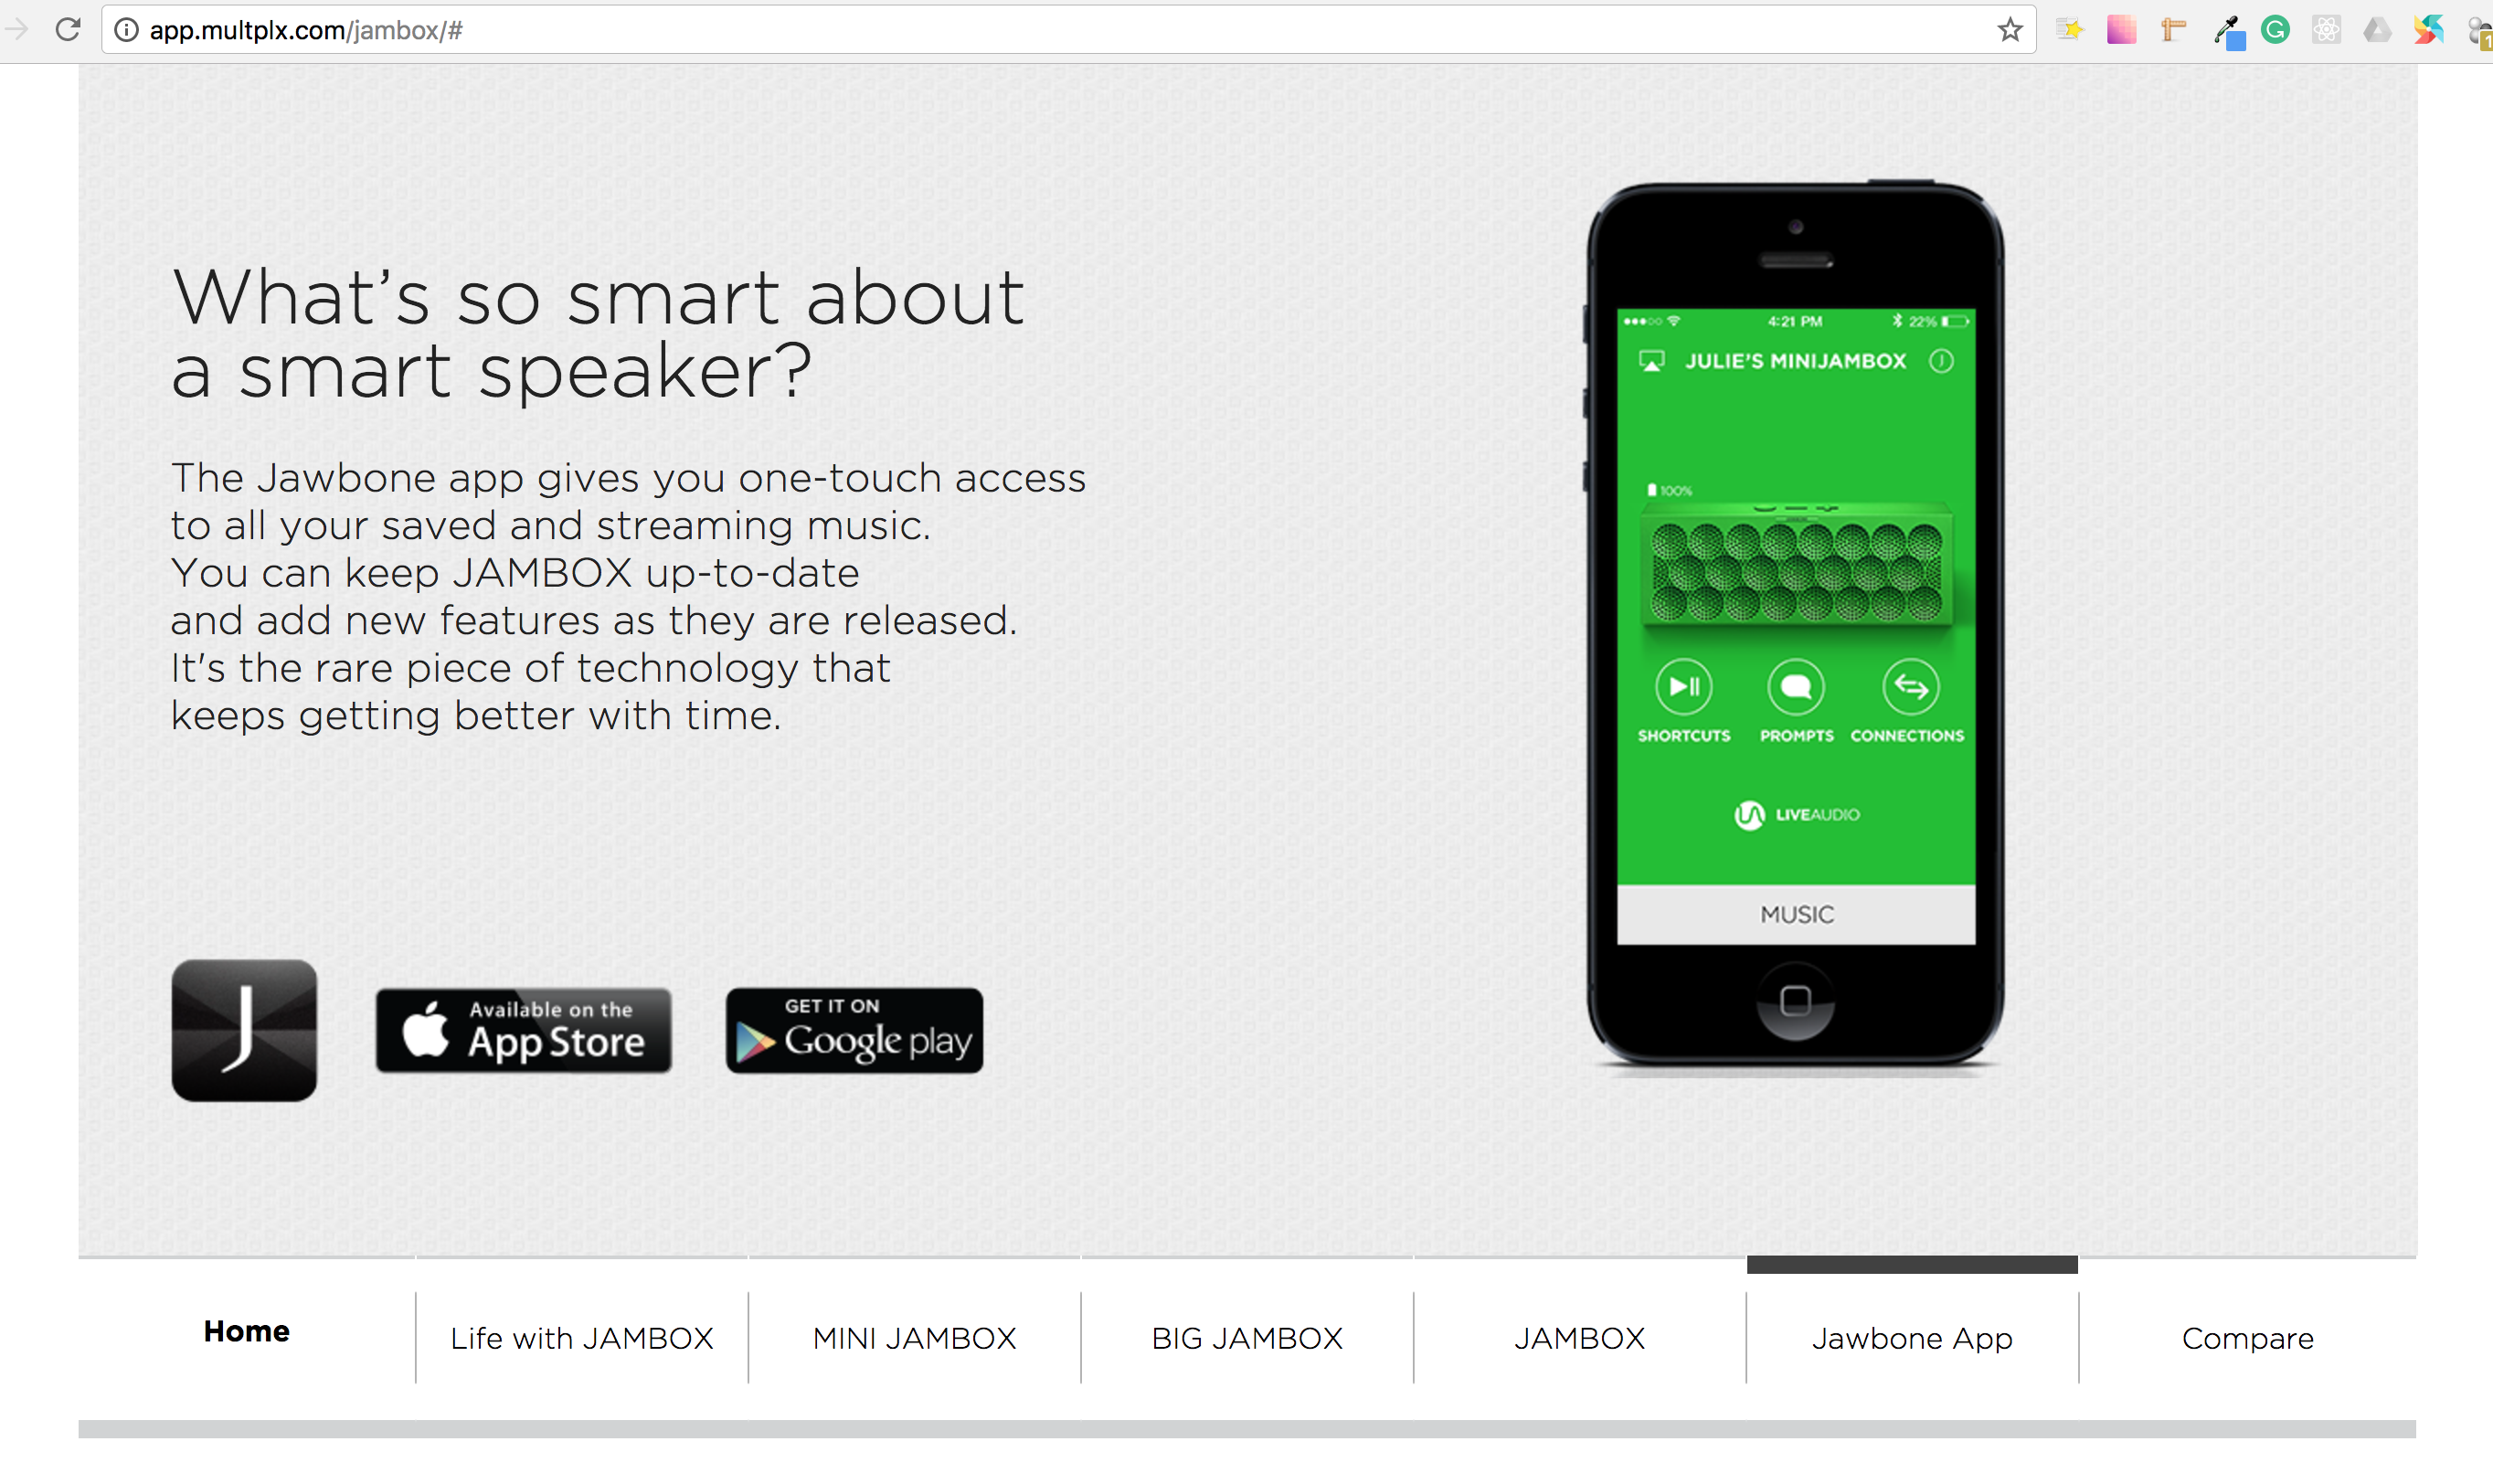 app.multplx.com/jambox/#
1
What’s so smart about
a smart speaker?
The Jawbone app gives you one-touch access
to all your saved and streaming music.
You can keep JAMBOX up-to-date
and add new features as they are released.
It's the rare piece of technology that
keeps getting better with time.
J
Available on the
App Store
GET IT ON
Google play
4:21 PM
22%
JULIE'S MINIJAMBOX
J
100%
SHORTCUTS PROMPTS CONNECTIONS
LIVEAUDIO
MUSIC
Home
Life with JAMBOX
MINI JAMBOX
BIG JAMBOX
JAMBOX
Jawbone App
Compare